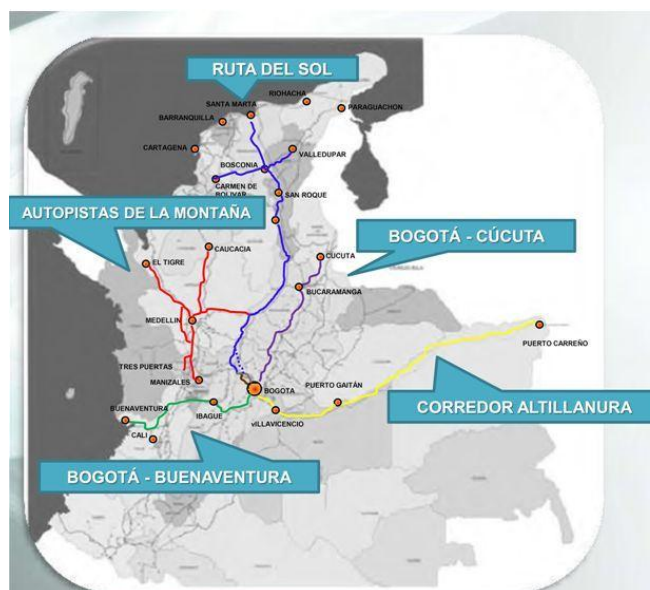 RUTA DEL SOL
RIOHACHA
SANTA MARTA
PARAGUACHON
BARRANQUILLA
CARTAGENA
VALLEDUPAR
BOSCONIA
CARMEN DE
BOLIVAR
SAN ROQUE
AUTOPISTAS DE LA MONTAÑA
BOGOTÁ - CÚCUTA
CAUCACIA
EL TIGRE
CUCUTA
BUCARAMANGA
MEDELLIN
PUERTO CARREÑO
TRES PUERTAS
MANIZALES
BOGOTA
PUERTO GAITÁN
CORREDOR ALTILLANURA
BUENAVENTURA
IBAGUE
VILLAVICENCIO
CALI
BOGOTÁ - BUENAVENTURA